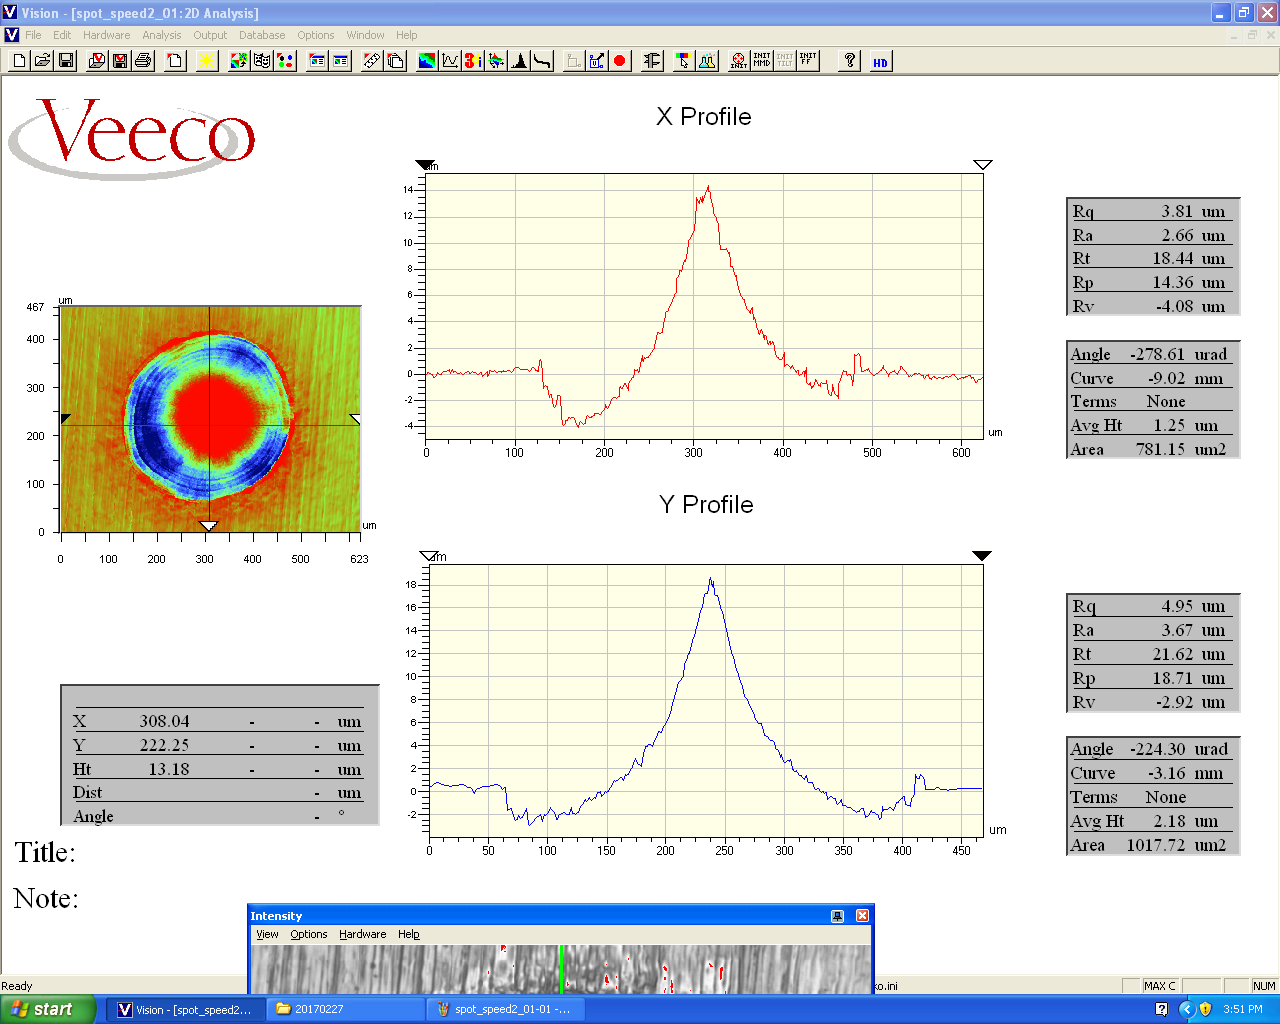 Vision - [spot_speed2_01:2D Analysis]
File Edit Hardware Analysis Output Database Options Window Help
INIT INIT MMD INIT TILT INIT FF ? HD
Veeco
X Profile
um
14
12
10
8
6
4
2
0
-2
-4
0 100 200 300 400 500 600
um
Rq 3.81 um
Ra 2.66 um
Rt 18.44 um
Rp 14.36 um
Rv -4.08 um
Angle -278.61 urad
Curve -9.02 mm
Terms None
Avg Ht 1.25 um
Area 781.15 um2
um
467
400
300
200
100
0
um
0 100 200 300 400 500 623
Y Profile
um
18
16
14
12
10
8
6
4
2
0
-2
0 50 100 150 200 250 300 350 400 450
um
Rq 4.95 um
Ra 3.67 um
Rt 21.62 um
Rp 18.71 um
Rv -2.92 um
Angle -224.30 urad
Curve -3.16 mm
Terms None
Avg Ht 2.18 um
Area 1017.72 um2
X 308.04 - - um
Y 222.25 - - um
Ht 13.18 - - um
Dist - um
Angle - °
Title:
Note:
Intensity
View Options Hardware Help
Ready
ko.ini
MAX C NUM
start
Vision - [spot_speed2...
20170227
spot_speed2_01-01 -...
3:51 PM